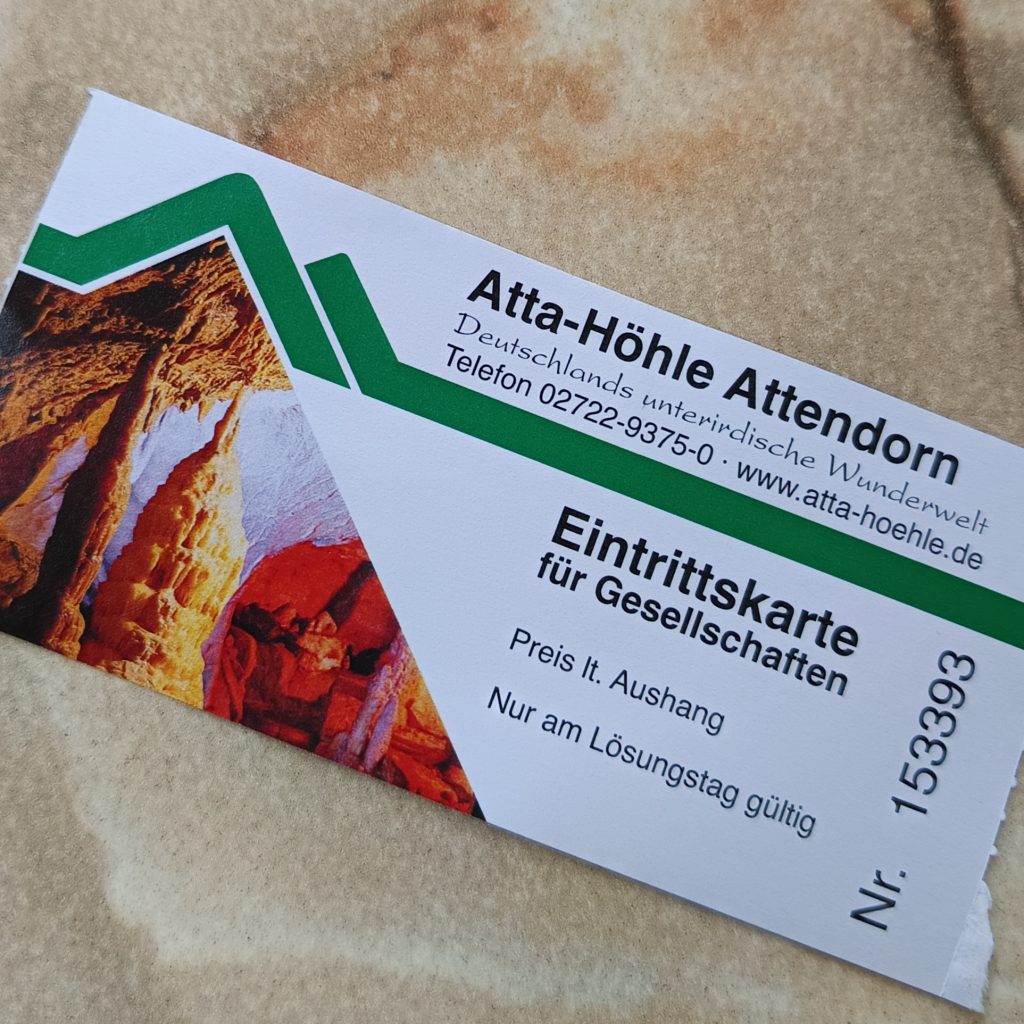 Atta-Höhle Attendorn
Deutschlands unterirdische Wunderwelt
Telefon 02722-9375-0 · www.atta-hoehle.de
Eintrittskarte
für Gesellschaften
Preis lt. Aushang
Nur am Lösungstag gültig
Nr. 153393